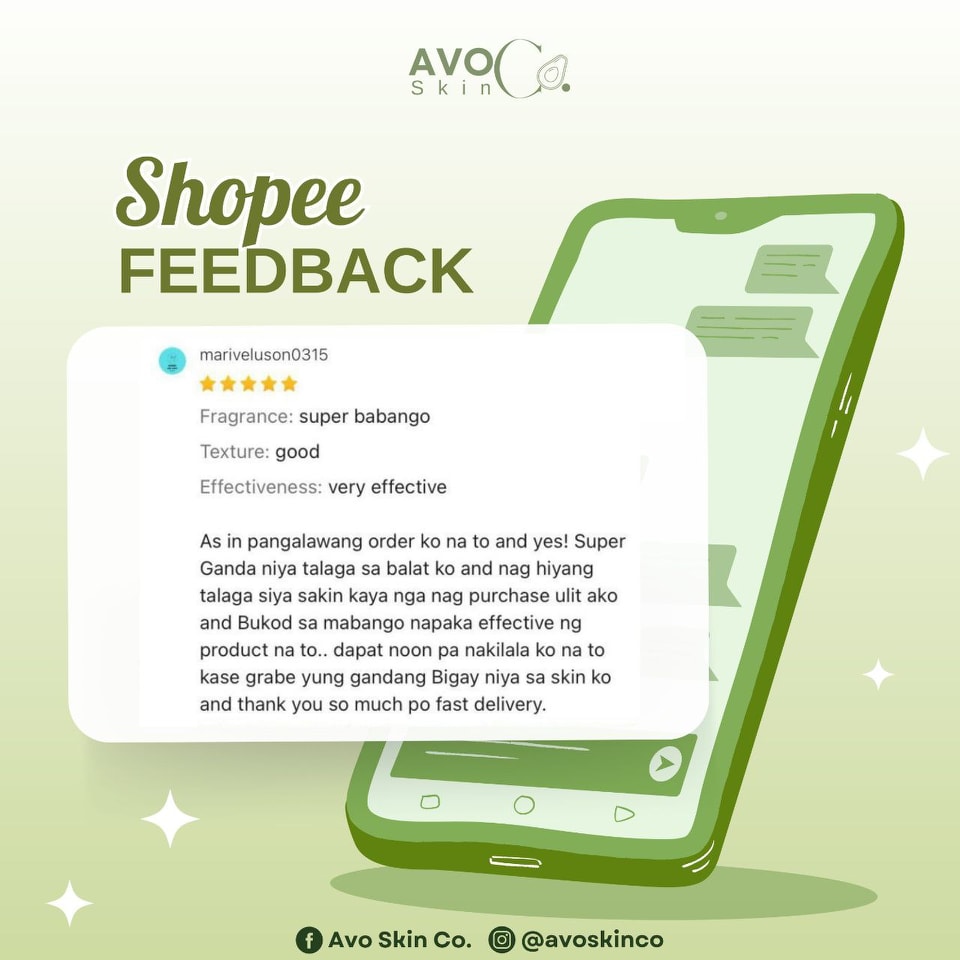 AVO Co.
Skin
Shopee
FEEDBACK
mariveluson0315
Fragrance: super babango
Texture: good
Effectiveness: very effective
As in pangalawang order ko na to and yes! Super
Ganda niya talaga sa balat ko and nag hiyang
talaga siya sakin kaya nga nag purchase ulit ako
and Bukod sa mabango napaka effective ng
product na to.. dapat noon pa nakilala ko na to
kase grabe yung gandang Bigay niya sa skin ko
and thank you so much po fast delivery.
Avo Skin Co. @avoskinco